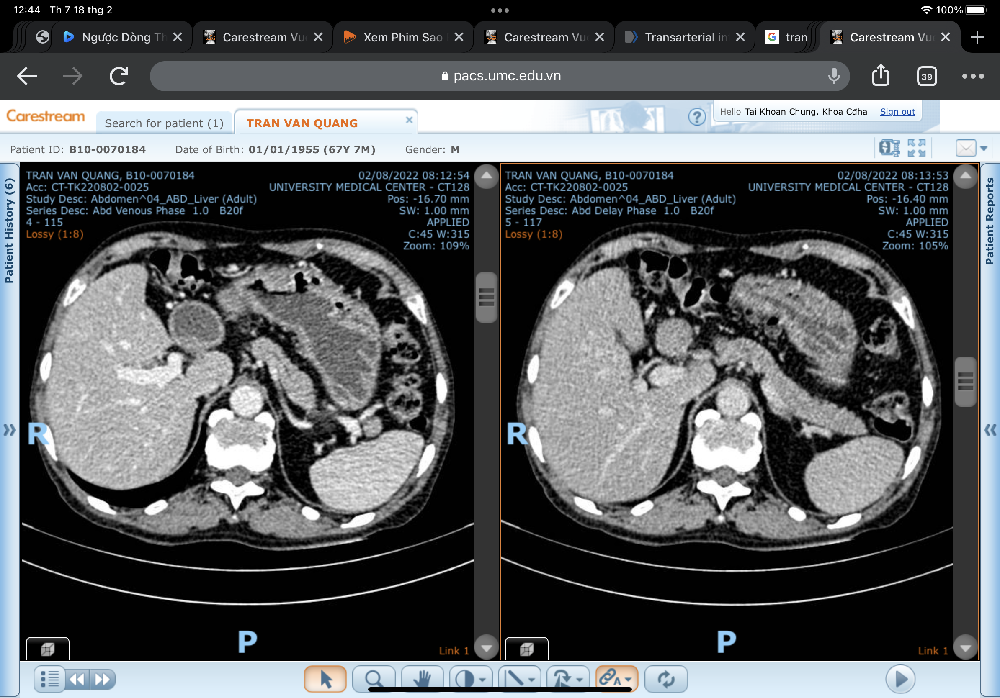 12:44 Th 7 18 thg 2
100%
Ngược Dòng Th
Carestream Vue
Xem Phim Sao
Carestream Vue
Transarterial in
tran
Carestream Vue
pacs.umc.edu.vn
39
Carestream
Search for patient (1)
TRAN VAN QUANG
Hello Tai Khoan Chung, Khoa Cđha Sign out
Patient ID: B10-0070184 Date of Birth: 01/01/1955 (67Y 7M) Gender: M
Patient History (6)
TRAN VAN QUANG, B10-0070184
Acc: CT-TK220802-0025
Study Desc: Abdomen^04_ABD_Liver (Adult)
Series Desc: Abd Venous Phase 1.0 B20f
4 - 115
Lossy (1:8)
02/08/2022 08:12:54
UNIVERSITY MEDICAL CENTER - CT128
Pos: -16.70 mm
SW: 1.00 mm
APPLIED
C:45 W:315
Zoom: 109%
R
P
Link 1
TRAN VAN QUANG, B10-0070184
Acc: CT-TK220802-0025
Study Desc: Abdomen^04_ABD_Liver (Adult)
Series Desc: Abd Delay Phase 1.0 B20f
5 - 117
Lossy (1:8)
02/08/2022 08:13:53
UNIVERSITY MEDICAL CENTER - CT128
Pos: -16.40 mm
SW: 1.00 mm
APPLIED
C:45 W:315
Zoom: 105%
R
P
Link 1
Patient Reports
A